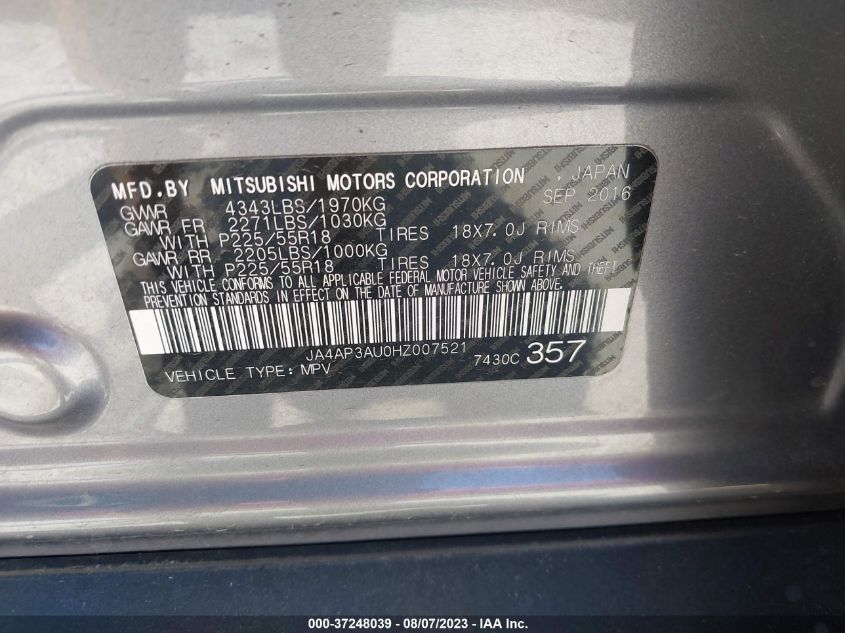 MFD.BY MITSUBISHI MOTORS CORPORATION , JAPAN
GVWR 4343LBS/1970KG SEP 2016
GAWR FR 2271LBS/1030KG
WITH P225/55R18 TIRES 18X7.0J RIMS
GAWR RR 2205LBS/1000KG
WITH P225/55R18 TIRES 18X7.0J RIMS
THIS VEHICLE CONFORMS TO ALL APPLICABLE FEDERAL MOTOR VEHICLE SAFETY AND THEFT
PREVENTION STANDARDS IN EFFECT ON THE DATE OF MANUFACTURE SHOWN ABOVE.
JA4AP3AU0HZ007521
7430C 357
VEHICLE TYPE: MPV
000-37248039 - 08/07/2023 - IAA Inc.